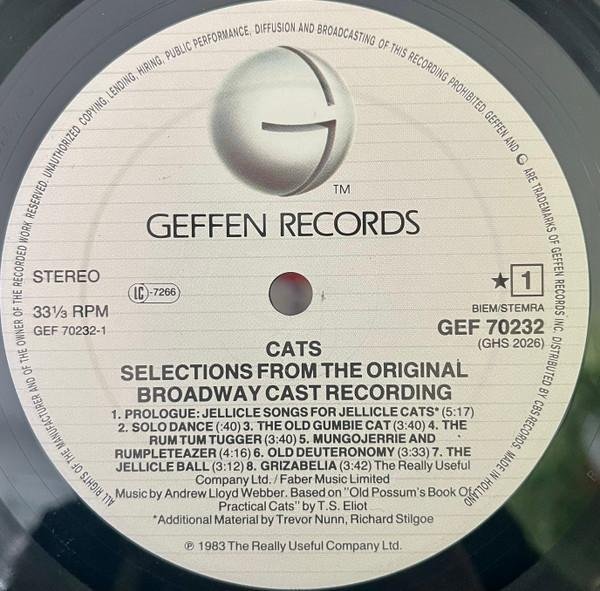 ALL RIGHTS OF THE MANUFACTURER AND OF THE OWNER OF THE RECORDED WORK RESERVED. UNAUTHORIZED COPYING, LENDING, HIRING, PUBLIC PERFORMANCE, DIFFUSION AND BROADCASTING OF THIS RECORDING PROHIBITED. GEFFEN AND G ARE TRADEMARKS OF GEFFEN RECORDS INC. DISTRIBUTED BY CBS RECORDS. MADE IN HOLLAND
TM
GEFFEN RECORDS
STEREO
LC-7266
★ 1
33⅓ RPM
BIEM/STEMRA
GEF 70232-1
GEF 70232
(GHS 2026)
CATS
SELECTIONS FROM THE ORIGINAL
BROADWAY CAST RECORDING
1. PROLOGUE: JELLICLE SONGS FOR JELLICLE CATS* (5:17)
2. SOLO DANCE (:40) 3. THE OLD GUMBIE CAT (3:40) 4. THE
RUM TUM TUGGER (3:40) 5. MUNGOJERRIE AND
RUMPLETEAZER (4:16) 6. OLD DEUTERONOMY (3:33) 7. THE
JELLICLE BALL (3:12) 8. GRIZABELLA (3:42) The Really Useful
Company Ltd. / Faber Music Limited
Music by Andrew Lloyd Webber. Based on "Old Possum's Book Of
Practical Cats" by T.S. Eliot
*Additional Material by Trevor Nunn, Richard Stilgoe
℗ 1983 The Really Useful Company Ltd.